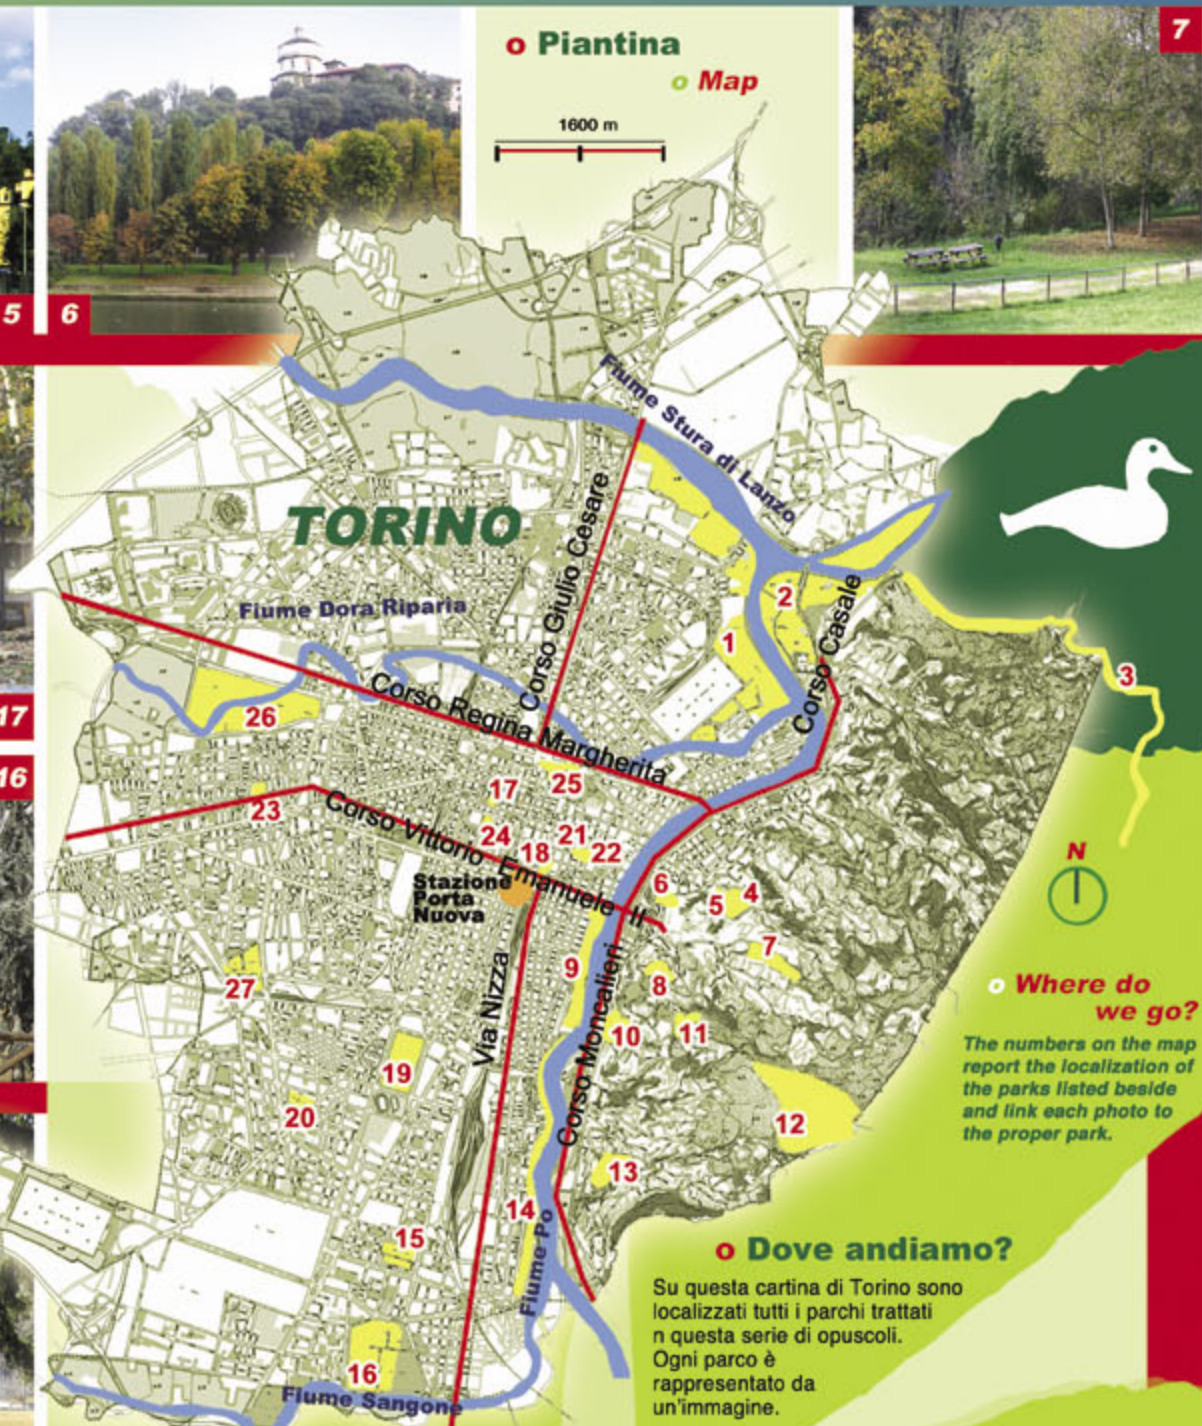 o Piantina
o Map
1600 m
7
5
6
17
16
Fiume Stura di Lanzo
TORINO
Corso Giulio Cesare
Fiume Dora Riparia
2
Corso Casale
1
3
26
Corso Regina Margherita
17
25
23
Corso Vittorio Emanuele II
24
18
21
22
Stazione
Porta
Nuova
6
5
4
N
7
9
8
27
Via Nizza
Corso Moncalieri
10
11
o Where do
we go?
The numbers on the map
report the localization of
the parks listed beside
and link each photo to
the proper park.
19
20
12
13
14
15
Fiume Po
o Dove andiamo?
Su questa cartina di Torino sono
localizzati tutti i parchi trattati
n questa serie di opuscoli.
Ogni parco è
rappresentato da
un'immagine.
16
Fiume Sangone